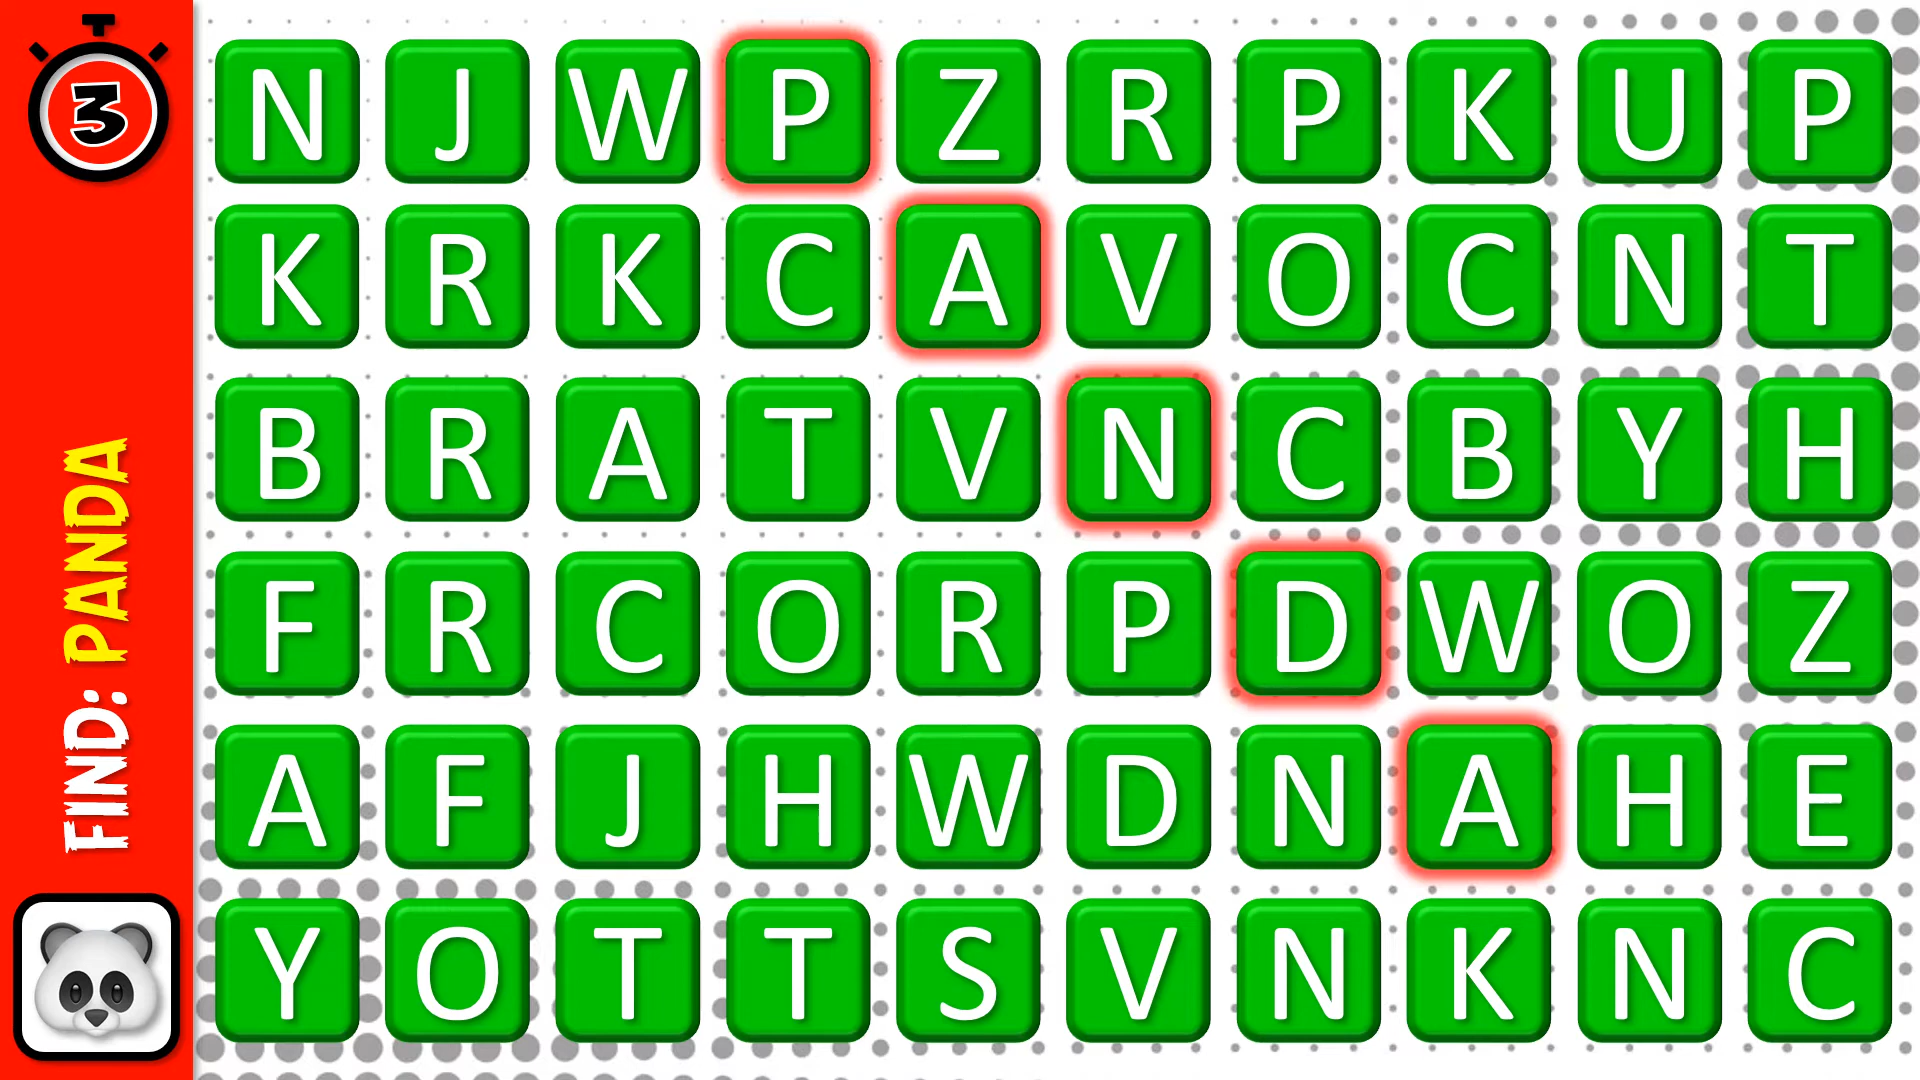 3
FIND: PANDA
N J W P Z R P K U P
K R K C A V O C N T
B R A T V N C B Y H
F R C O R P D W O Z
A F J H W D N A H E
Y O T T S V N K N C